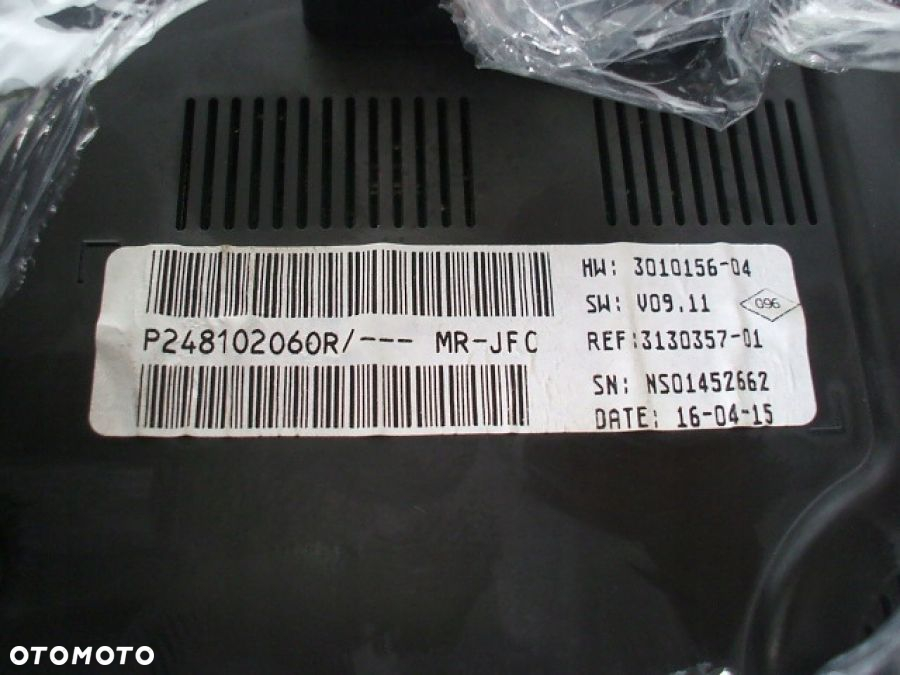 HW: 3010156-04
SW: V09.11
096
P248102060R/--- MR-JFC
REF:3130357-01
SN: NS01452662
DATE: 16-04-15
OTOMOTO